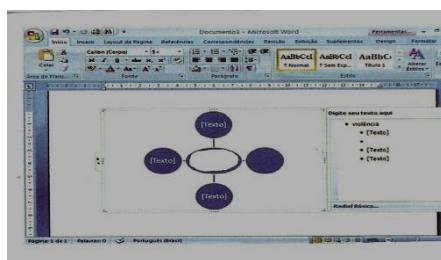 Documento3 - Microsoft Word
Ferramentas...
Início Inserir Layout da Página Referências Correspondências Revisão Exibição Suplementos Design Formatar
Calibri (Corpo)
Colar
AaBbCcI AaBbCcI AaBbC
¶ Normal ¶ Sem Esp... Título 1 Alterar Estilos
Área de Transf... Fonte Parágrafo Estilo
Digite seu texto aqui
violência
[Texto]
[Texto]
[Texto]
[Texto]
[Texto]
[Texto]
Radial Básico...
Página: 1 de 1 Palavras: 0 Português (Brasil)